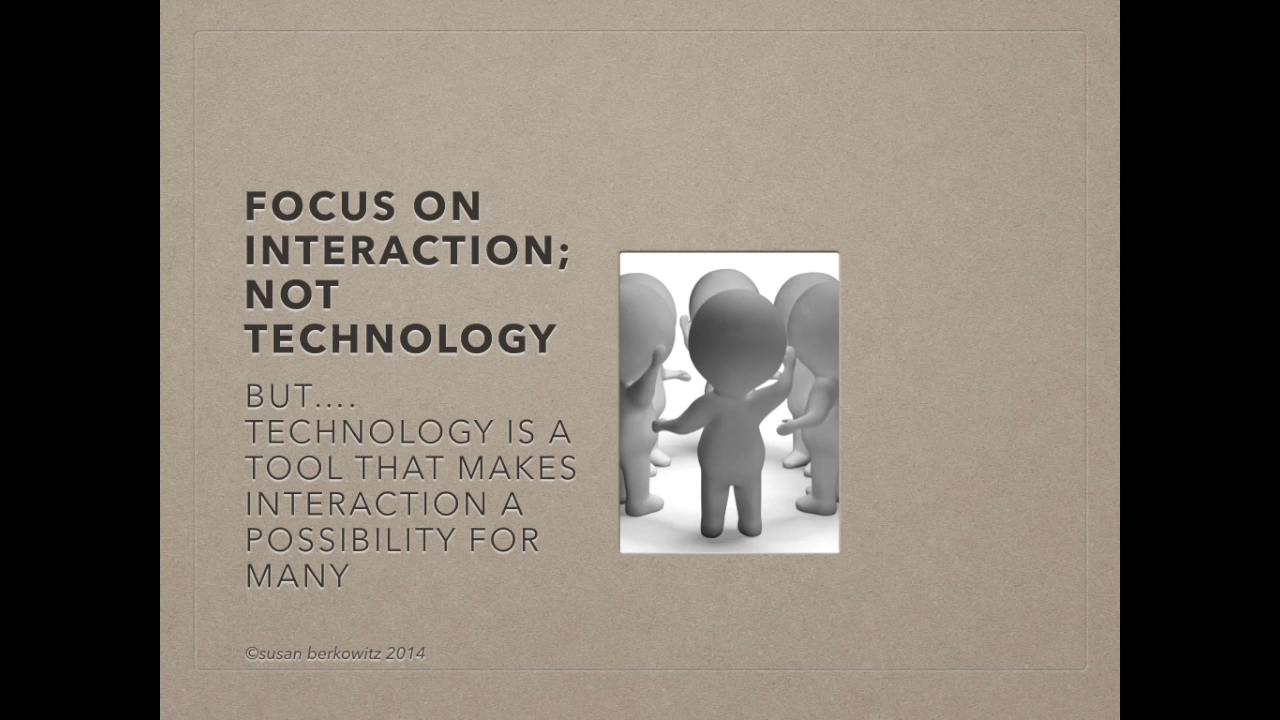 FOCUS ON
INTERACTION;
NOT
TECHNOLOGY
BUT....
TECHNOLOGY IS A
TOOL THAT MAKES
INTERACTION A
POSSIBILITY FOR
MANY
©susan berkowitz 2014